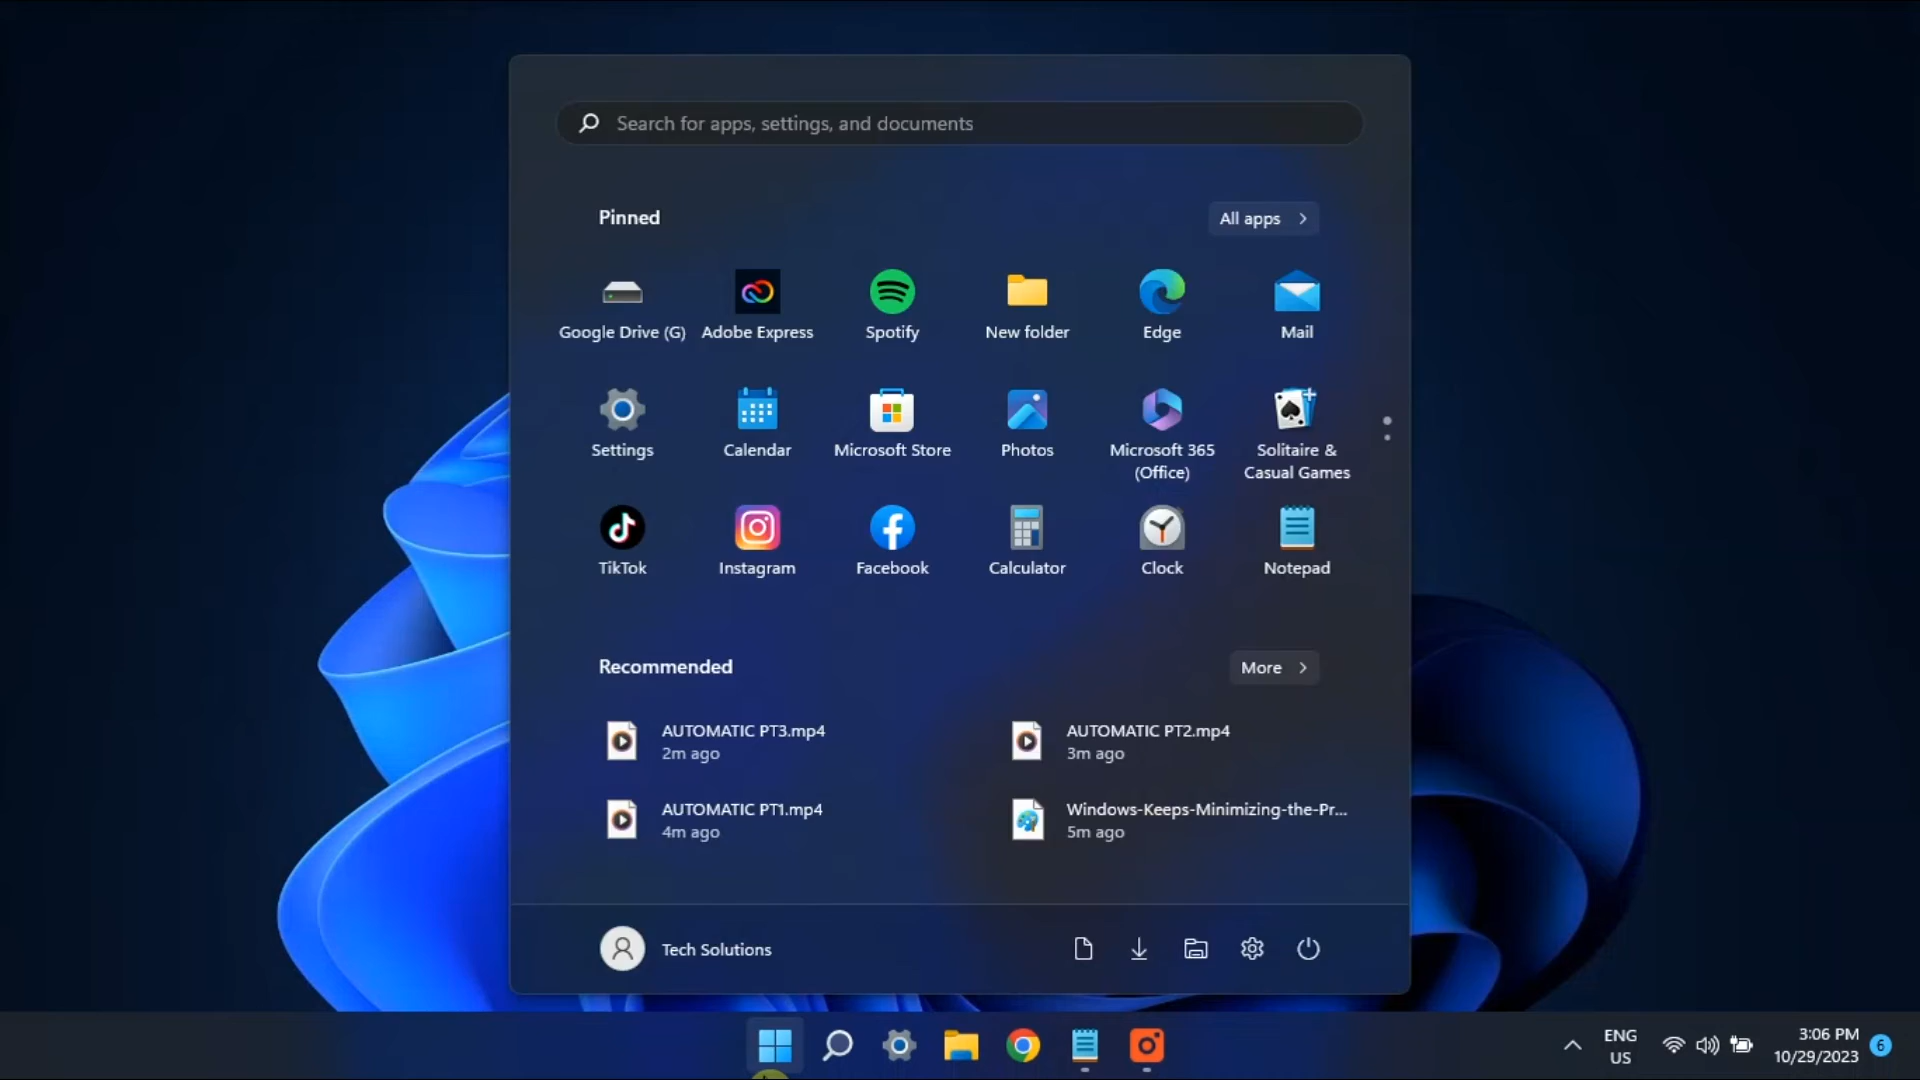 Search for apps, settings, and documents
Pinned
All apps
Google Drive (G)
Adobe Express
Spotify
New folder
Edge
Mail
Settings
Calendar
Microsoft Store
Photos
Microsoft 365
(Office)
Solitaire &
Casual Games
TikTok
Instagram
Facebook
Calculator
Clock
Notepad
Recommended
More
AUTOMATIC PT3.mp4
2m ago
AUTOMATIC PT2.mp4
3m ago
AUTOMATIC PT1.mp4
4m ago
Windows-Keeps-Minimizing-the-Pr...
5m ago
Tech Solutions
ENG
US
3:06 PM
10/29/2023
6